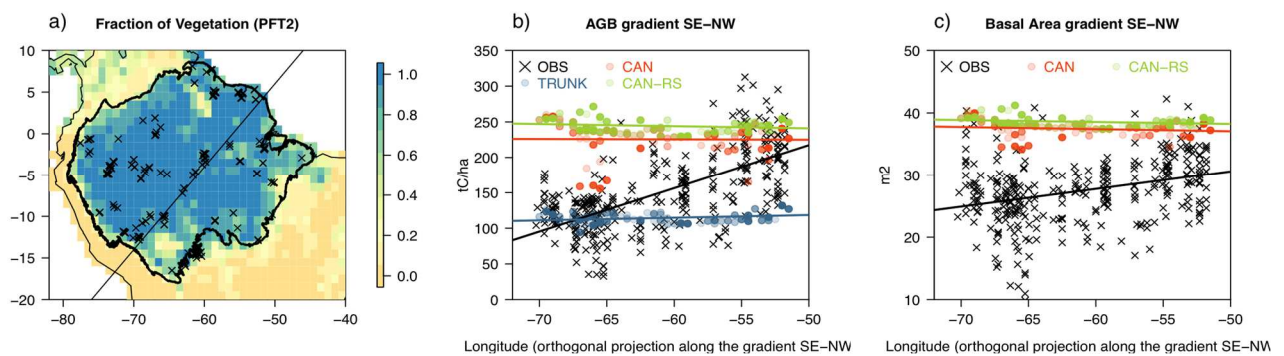 a)
Fraction of Vegetation (PFT2)
10
5
0
−5
−10
−15
−20
−80
−70
−60
−50
−40
1.0
0.8
0.6
0.4
0.2
0.0
b)
AGB gradient SE−NW
350
300
250
200
150
100
50
0
tC/ha
OBS
CAN
TRUNK
CAN−RS
−70
−65
−60
−55
−50
Longitude (orthogonal projection along the gradient SE−NW
c)
Basal Area gradient SE−NW
50
40
30
20
10
m2
OBS
CAN
CAN−RS
−70
−65
−60
−55
−50
Longitude (orthogonal projection along the gradient SE−NW